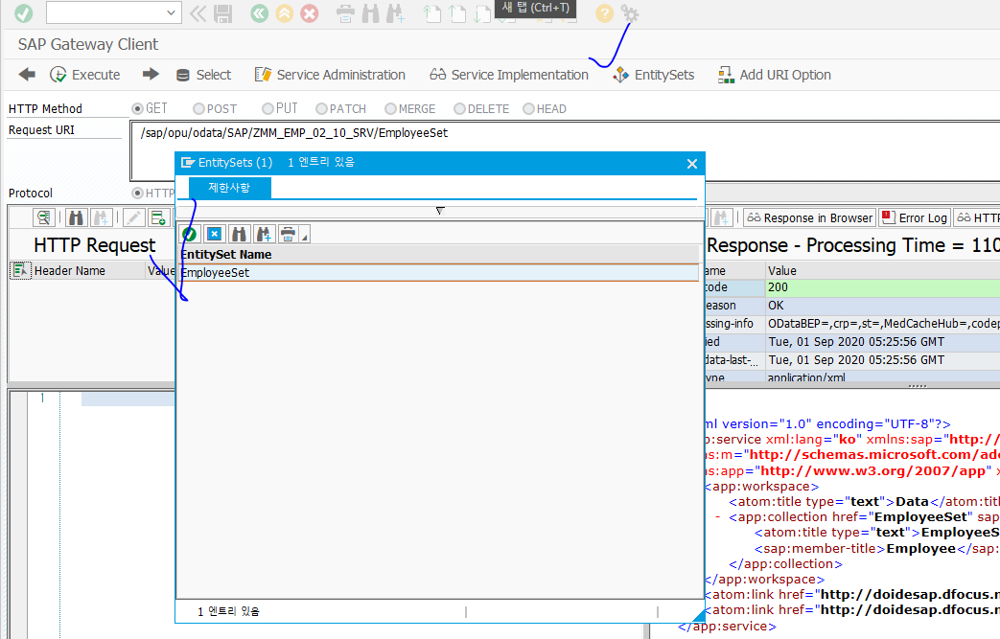 새 탭 (Ctrl+T)
SAP Gateway Client
Execute Select Service Administration Service Implementation EntitySets Add URI Option
HTTP Method GET POST PUT PATCH MERGE DELETE HEAD
Request URI
/sap/opu/odata/SAP/ZMM_EMP_02_10_SRV/EmployeeSet
EntitySets (1) 1 엔트리 있음
제한사항
Protocol HTTP
Response in Browser Error Log HTTP
HTTP Request
Response - Processing Time = 110
EntitySet Name
Header Name Value
ame Value
EmployeeSet
code 200
eason OK
ssing-info ODataBEP=,crp=,st=,MedCacheHub=,codep
ied Tue, 01 Sep 2020 05:25:56 GMT
data-last-... Tue, 01 Sep 2020 05:25:56 GMT
ype application/xml
1
ml version="1.0" encoding="UTF-8"?>
p:service xml:lang="ko" xmlns:sap="http://
ns:m="http://schemas.microsoft.com/ado
ns:app="http://www.w3.org/2007/app" x
<app:workspace>
<atom:title type="text">Data</atom:titl
- <app:collection href="EmployeeSet" sap
<atom:title type="text">EmployeeS
<sap:member-title>Employee</sap:
</app:collection>
</app:workspace>
<atom:link href="http://doidesap.dfocus.n
<atom:link href="http://doidesap.dfocus.n
</app:service>
1 엔트리 있음